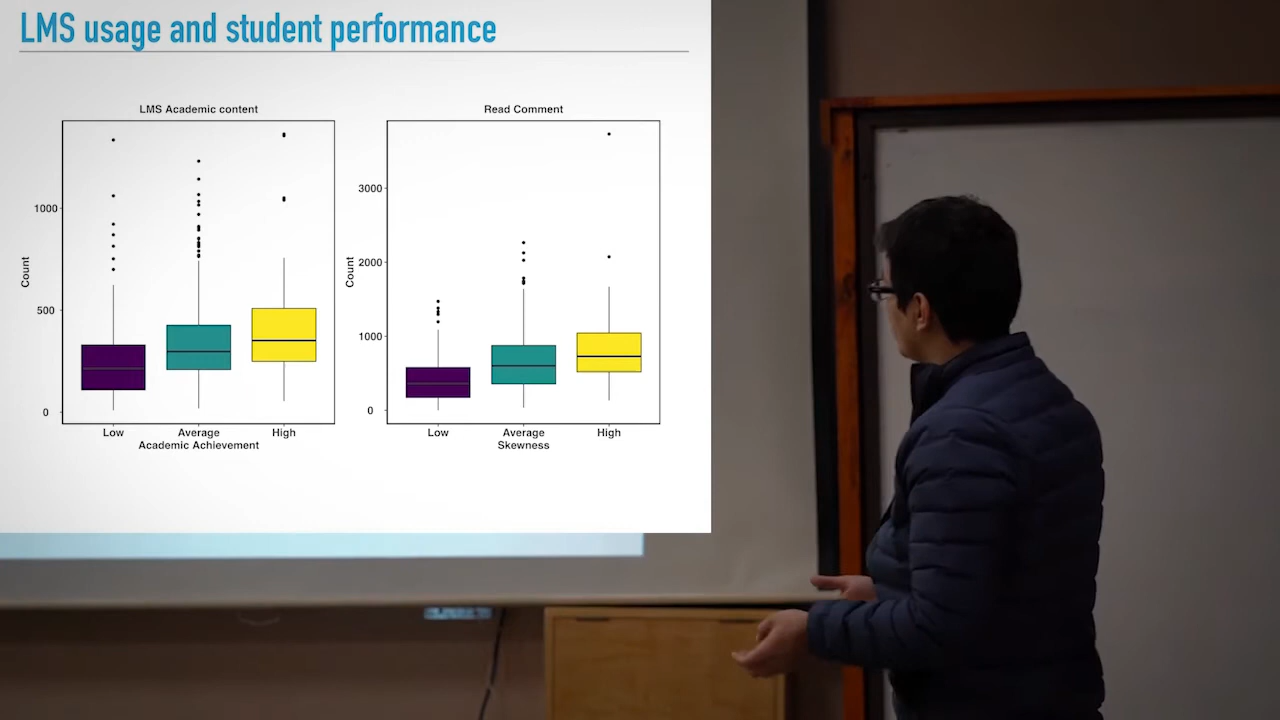 LMS usage and student performance
LMS Academic content
Count
1000
500
0
Low Average High
Academic Achievement
Read Comment
Count
3000
2000
1000
0
Low Average High
Skewness